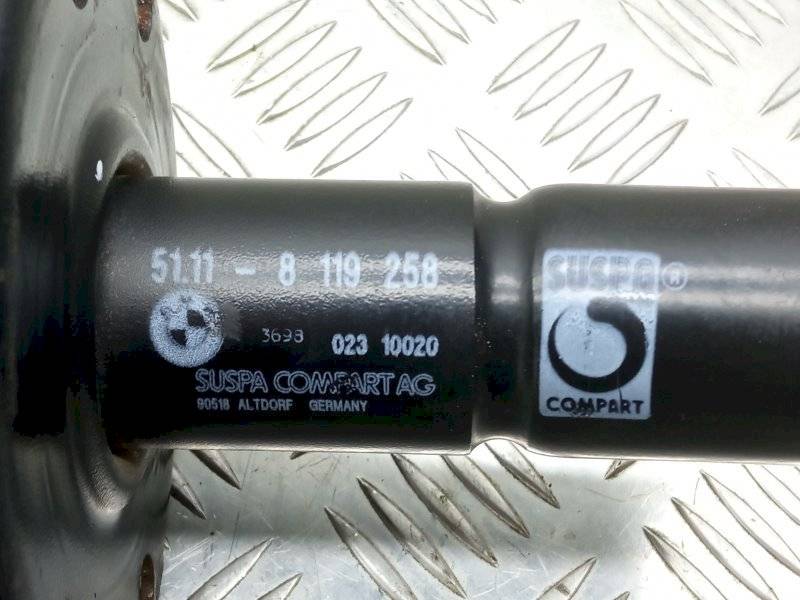 51.11 - 8 119 258
3698 023 10020
SUSPA COMPART AG
90518 ALTDORF GERMANY
SUSPA®
COMPART